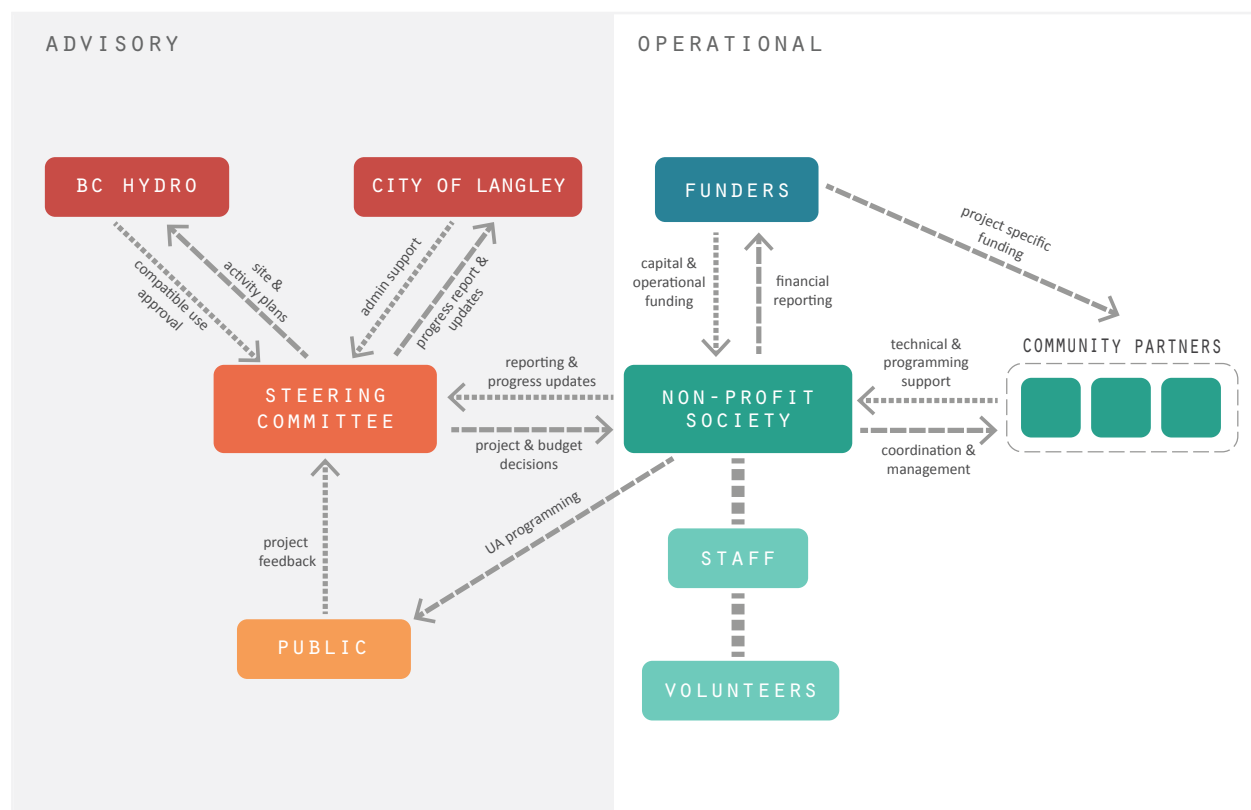 ADVISORY
OPERATIONAL
BC HYDRO
CITY OF LANGLEY
FUNDERS
site &
activity plans
compatible use
approval
admin support
progress report &
updates
capital &
operational
funding
financial
reporting
project specific
funding
COMMUNITY PARTNERS
STEERING
COMMITTEE
reporting &
progress updates
project & budget
decisions
NON-PROFIT
SOCIETY
technical &
programming
support
coordination &
management
project
feedback
UA programming
STAFF
PUBLIC
VOLUNTEERS